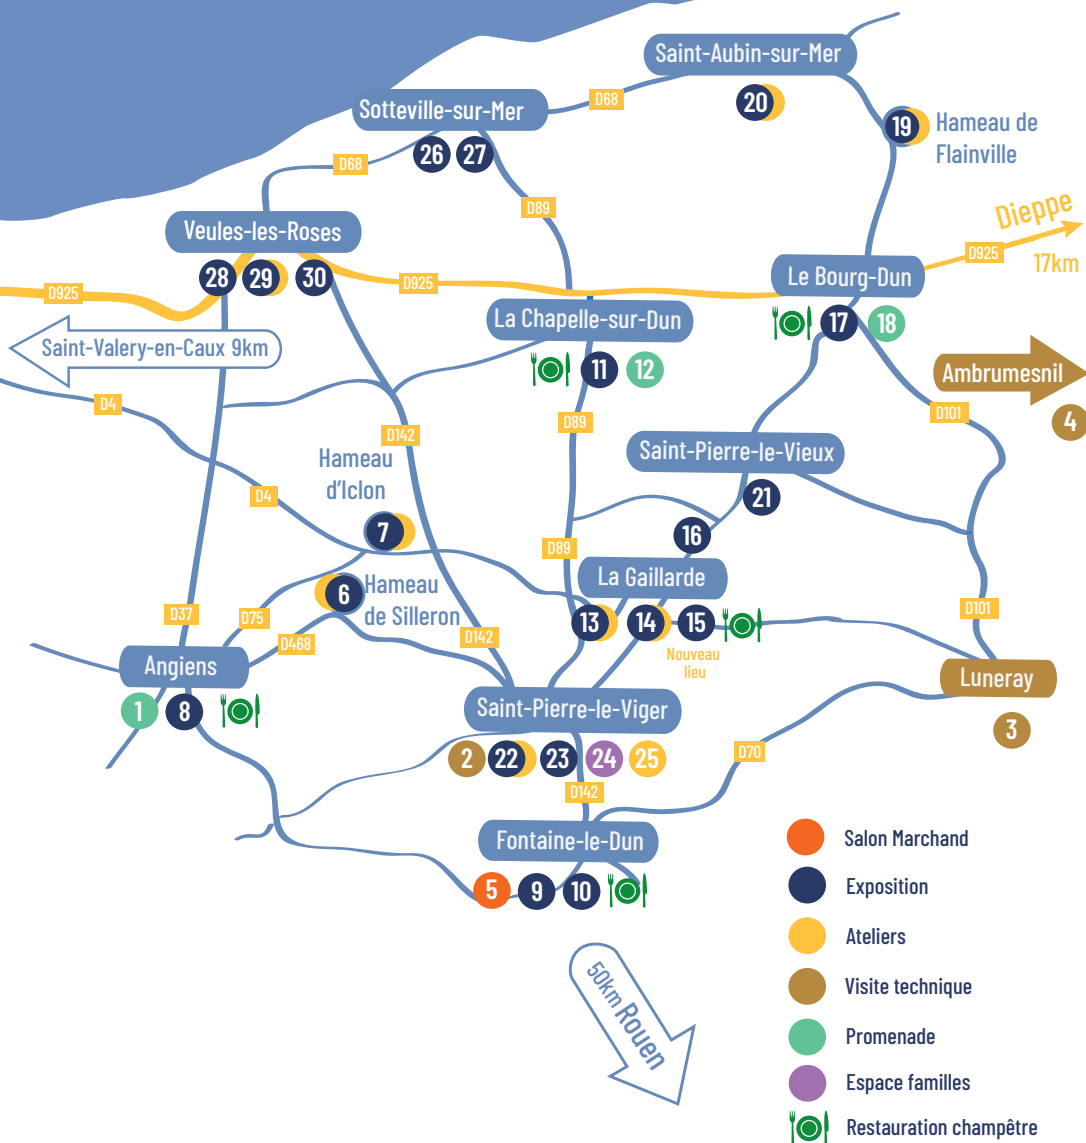 Saint-Aubin-sur-Mer
20
D68
Sotteville-sur-Mer
26 27
19
Hameau de
Flainville
D68
D89
Dieppe
17km
D925
Veules-les-Roses
28 29 30
D925
D925
Le Bourg-Dun
17 18
La Chapelle-sur-Dun
11 12
Saint-Valery-en-Caux 9km
Ambrumesnil
4
D4
D101
D89
D142
Saint-Pierre-le-Vieux
21
Hameau
d'Iclon
7
D4
16
D89
La Gaillarde
13 14 15
Nouveau
lieu
6
Hameau
de Silleron
D37
D75
D468
D142
D101
Angiens
1 8
Luneray
3
Saint-Pierre-le-Viger
2 22 23 24 25
D70
D142
Fontaine-le-Dun
5 9 10
50km Rouen
Salon Marchand
Exposition
Ateliers
Visite technique
Promenade
Espace familles
Restauration champêtre